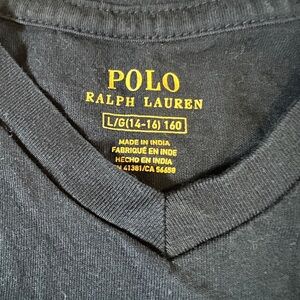 POLO
RALPH LAUREN
L/G(14-16) 160
MADE IN INDIA
FABRIQUÉ EN INDE
HECHO EN INDIA
41381/CA 56658